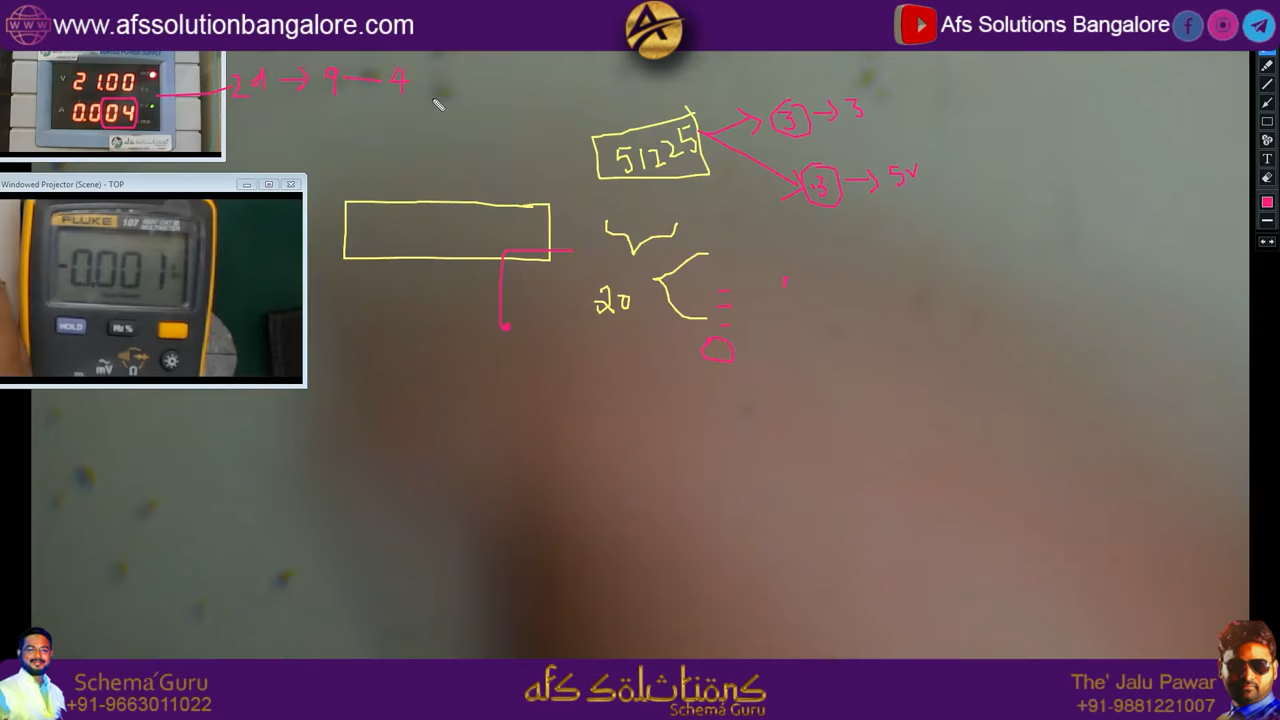 www.afssolutionbangalore.com
Afs Solutions Bangalore
V 21.00
A 0.004
9 — 4
51225
3 → 3
3 → 5V
Windowed Projector (Scene) - TOP
FLUKE 107
-0.001
HOLD
Hz%
20
Schema'Guru
+91-9663011022
afs solutions
Schema Guru
The' Jalu Pawar
+91-9881221007